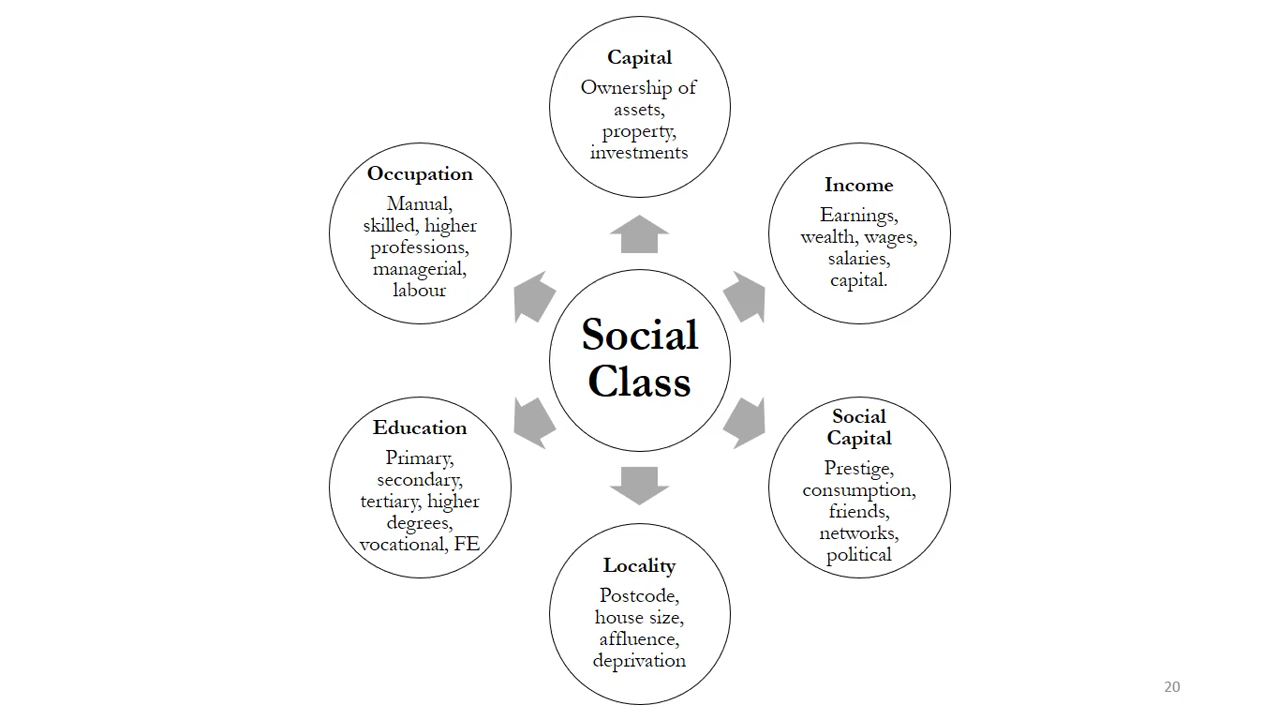 Capital
Ownership of
assets,
property,
investments
Income
Earnings,
wealth, wages,
salaries,
capital.
Social
Capital
Prestige,
consumption,
friends,
networks,
political
Locality
Postcode,
house size,
affluence,
deprivation
Education
Primary,
secondary,
tertiary, higher
degrees,
vocational, FE
Occupation
Manual,
skilled, higher
professions,
managerial,
labour
Social
Class
20